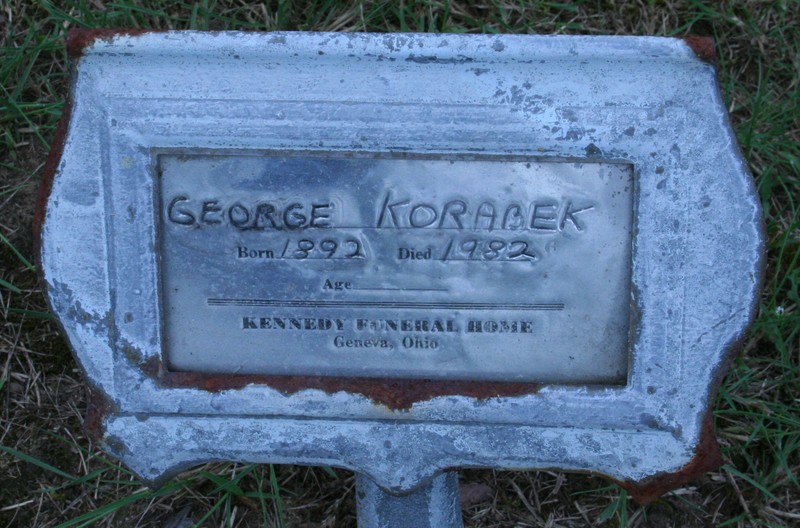 GEORGE KORABEK
Born 1892 Died 1982
Age
KENNEDY FUNERAL HOME
Geneva, Ohio